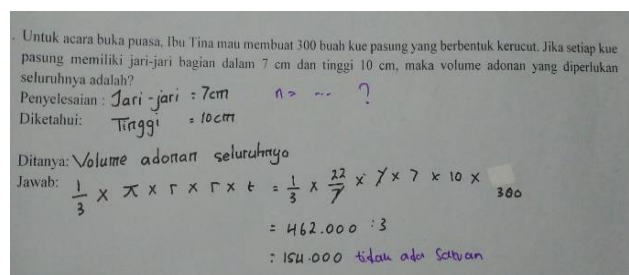 . Untuk acara buka puasa, Ibu Tina mau membuat 300 buah kue pasung yang berbentuk kerucut. Jika setiap kue
pasung memiliki jari-jari bagian dalam 7 cm dan tinggi 10 cm, maka volume adonan yang diperlukan
seluruhnya adalah?
Penyelesaian : Jari-jari : 7cm n = ... ?
Diketahui: Tinggi = 10cm
Ditanya: Volume adonan seluruhnya
Jawab: 1/3 x π x r x r x t = 1/3 x 22/7 x 7 x 7 x 10 x 300
= 462.000 : 3
: 154.000 tidak ada satuan